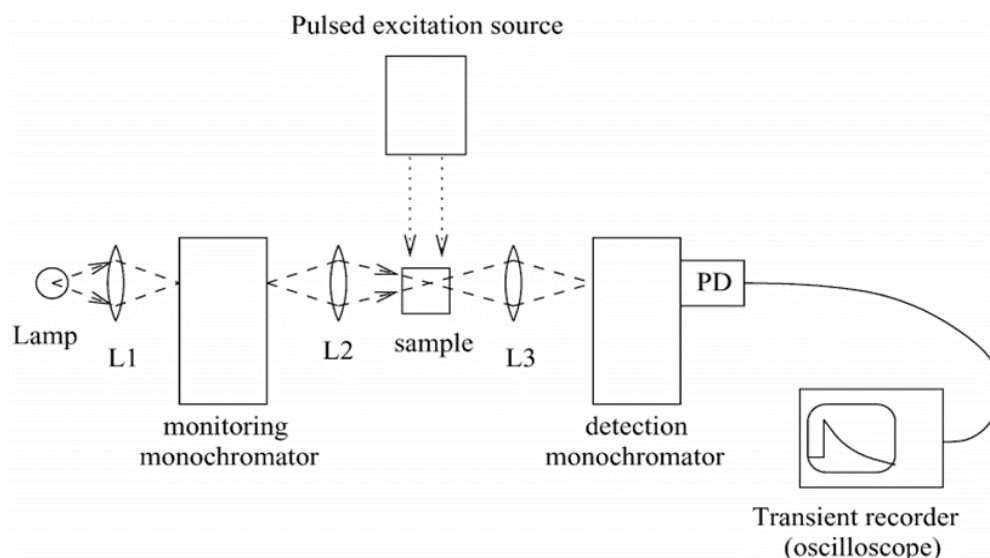 Pulsed excitation source
Lamp
L1
L2
sample
L3
PD
monitoring
monochromator
detection
monochromator
Transient recorder
(oscilloscope)